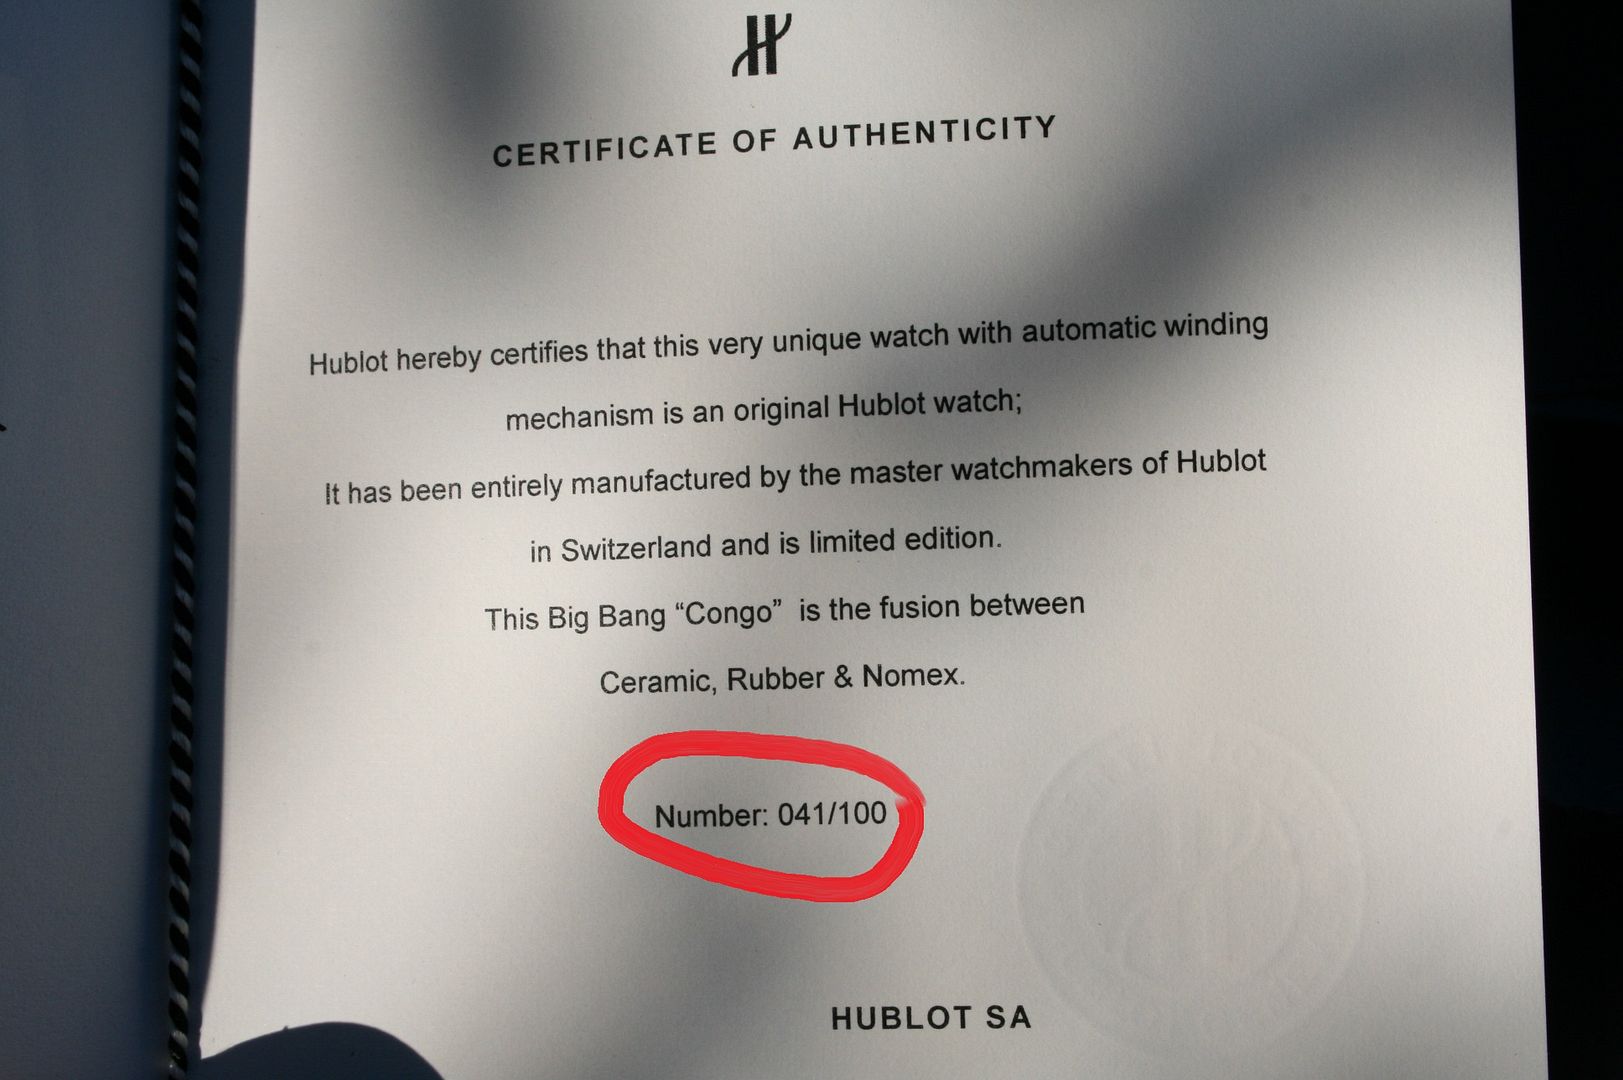 CERTIFICATE OF AUTHENTICITY
Hublot hereby certifies that this very unique watch with automatic winding
mechanism is an original Hublot watch;
It has been entirely manufactured by the master watchmakers of Hublot
in Switzerland and is limited edition.
This Big Bang “Congo”  is the fusion between
Ceramic, Rubber & Nomex.
Number: 041/100
HUBLOT SA